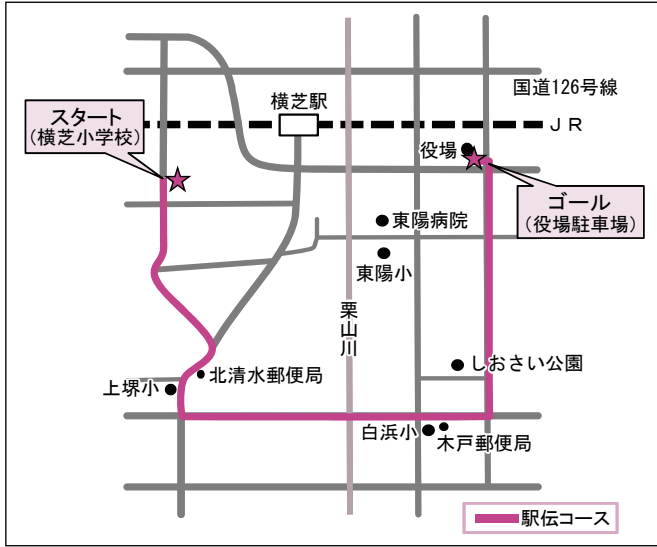 国道126号線
横芝駅
スタート
(横芝小学校)
ＪＲ
役場
ゴール
(役場駐車場)
東陽病院
東陽小
栗山川
しおさい公園
北清水郵便局
上堺小
白浜小
木戸郵便局
駅伝コース